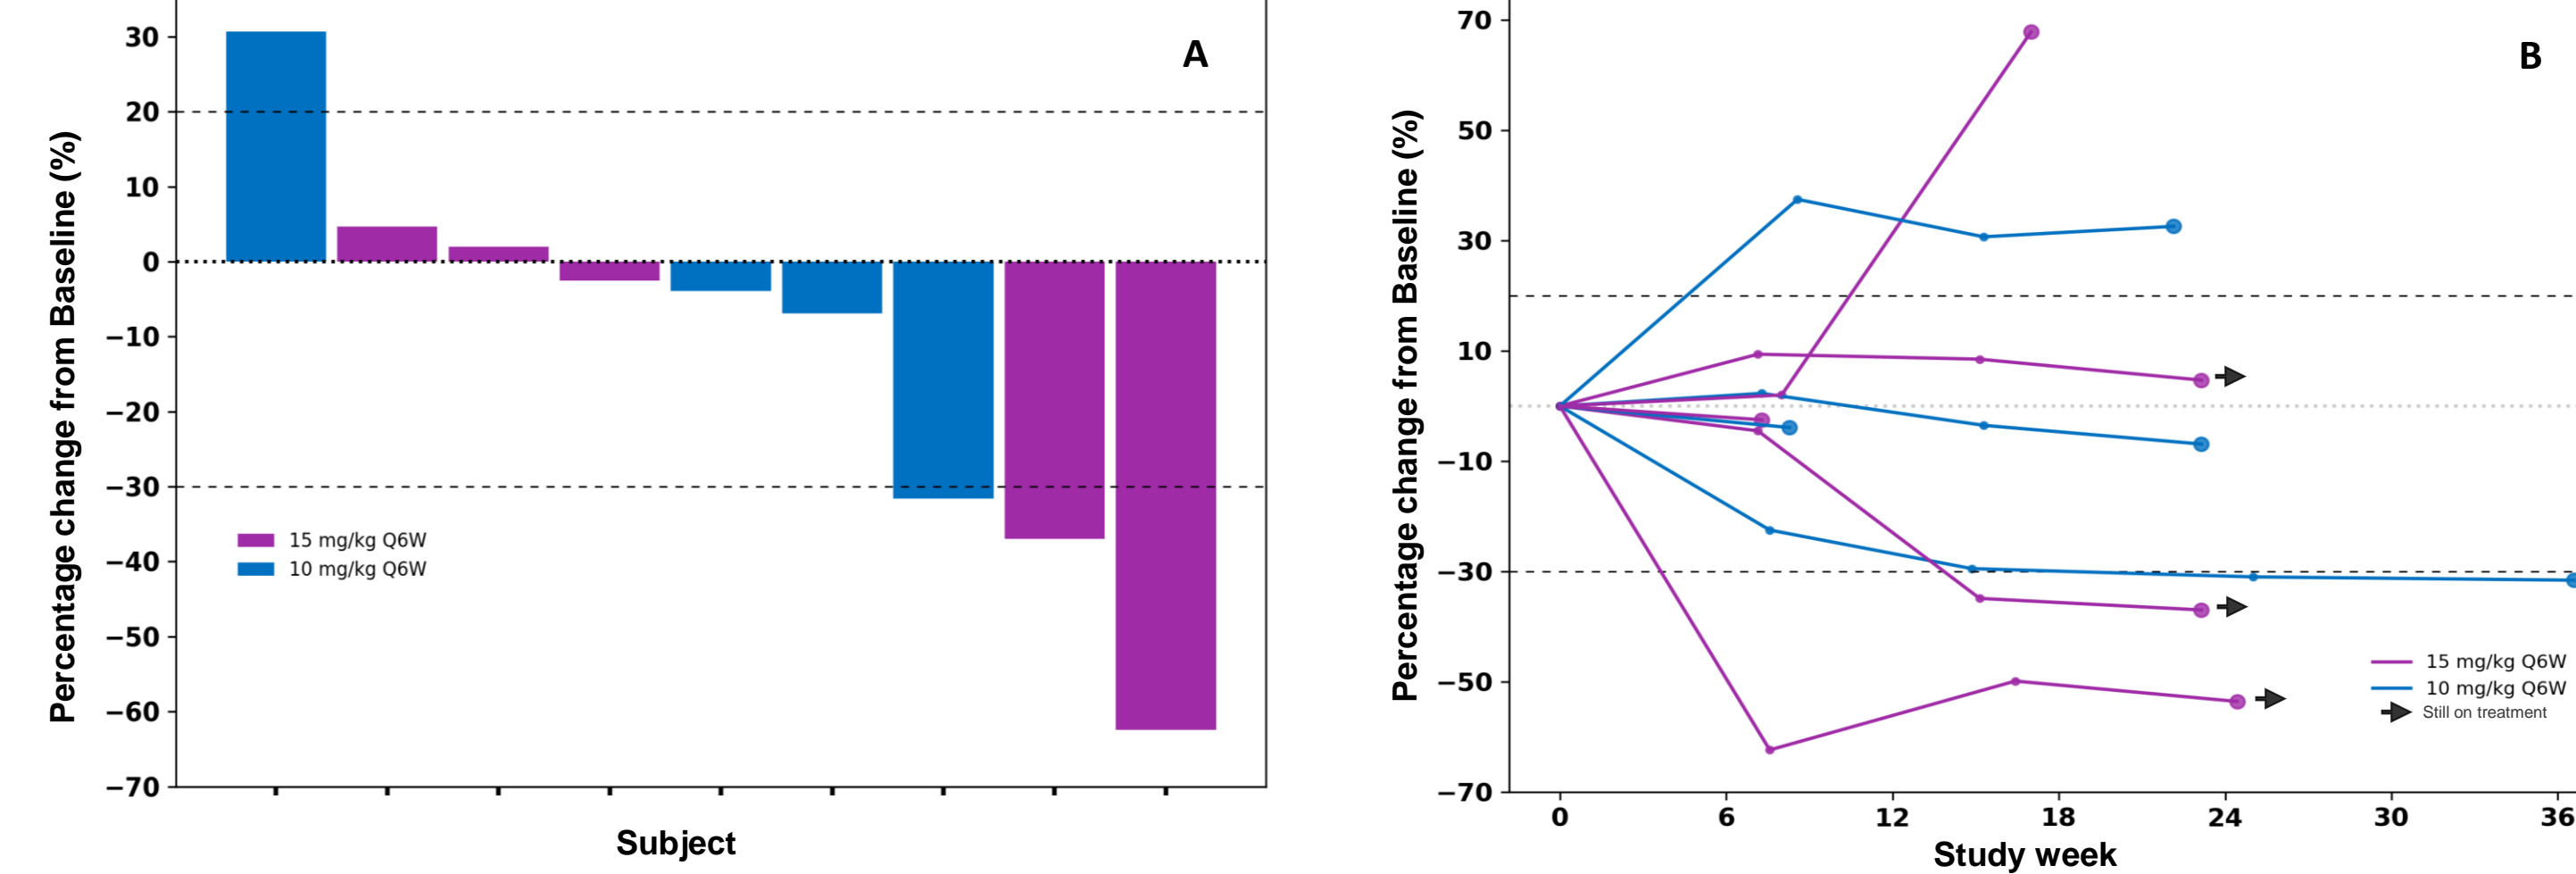 A
Percentage change from Baseline (%)
30
20
10
0
−10
−20
−30
−40
−50
−60
−70
15 mg/kg Q6W
10 mg/kg Q6W
Subject
B
Percentage change from Baseline (%)
70
50
30
10
−10
−30
−50
−70
15 mg/kg Q6W
10 mg/kg Q6W
Still on treatment
0 6 12 18 24 30 36
Study week